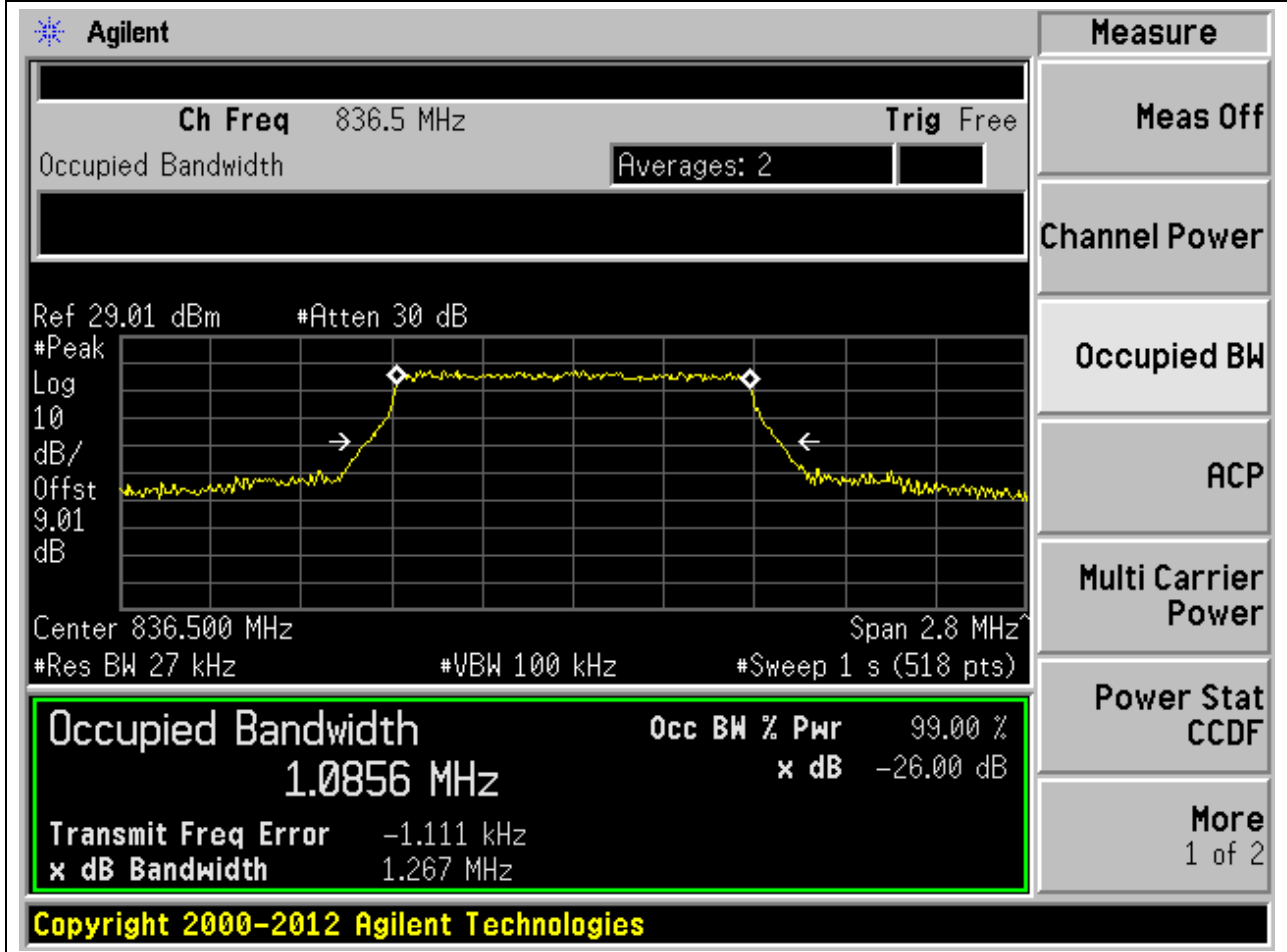 Agilent
Measure
Ch Freq 836.5 MHz Trig Free
Occupied Bandwidth Averages: 2
Meas Off
Channel Power
Occupied BW
ACP
Multi Carrier
Power
Power Stat
CCDF
More
1 of 2
Ref 29.01 dBm #Atten 30 dB
#Peak
Log
10
dB/
Offst
9.01
dB
Center 836.500 MHz Span 2.8 MHz^
#Res BW 27 kHz #VBW 100 kHz #Sweep 1 s (518 pts)
Occupied Bandwidth Occ BW % Pwr 99.00 %
1.0856 MHz x dB -26.00 dB
Transmit Freq Error -1.111 kHz
x dB Bandwidth 1.267 MHz
Copyright 2000-2012 Agilent Technologies